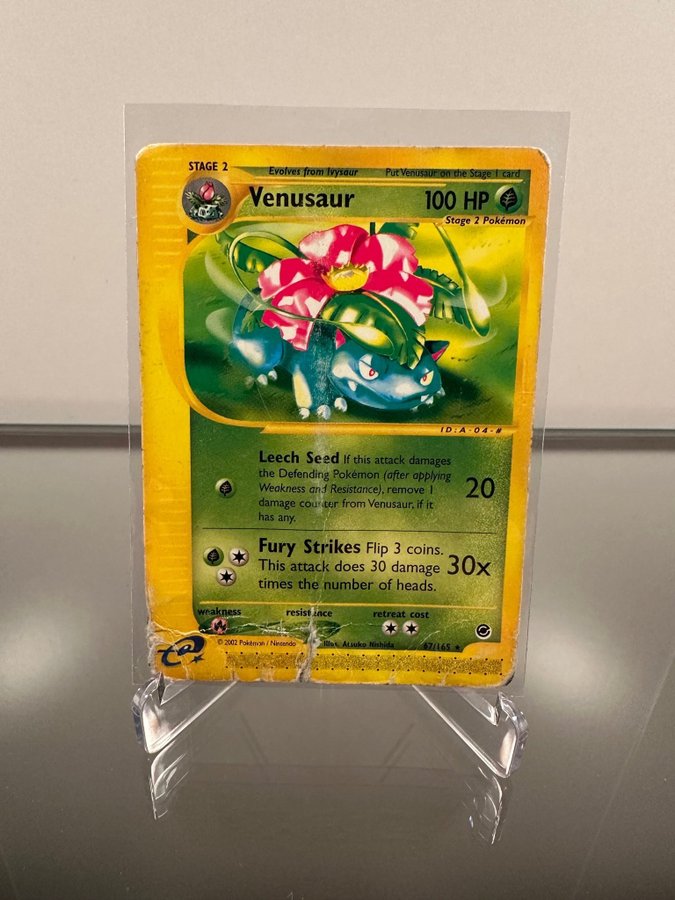 STAGE 2
Evolves from Ivysaur
Put Venusaur on the Stage 1 card
Venusaur
100 HP
Stage 2 Pokémon
ID:A-04-#
Leech Seed If this attack damages
the Defending Pokémon (after applying
Weakness and Resistance), remove 1
damage counter from Venusaur, if it
has any.
20
Fury Strikes Flip 3 coins.
This attack does 30 damage
times the number of heads.
30x
weakness
resistance
retreat cost
© 2002 Pokémon / Nintendo
Illus. Atsuko Nishida
67/165 ★
e